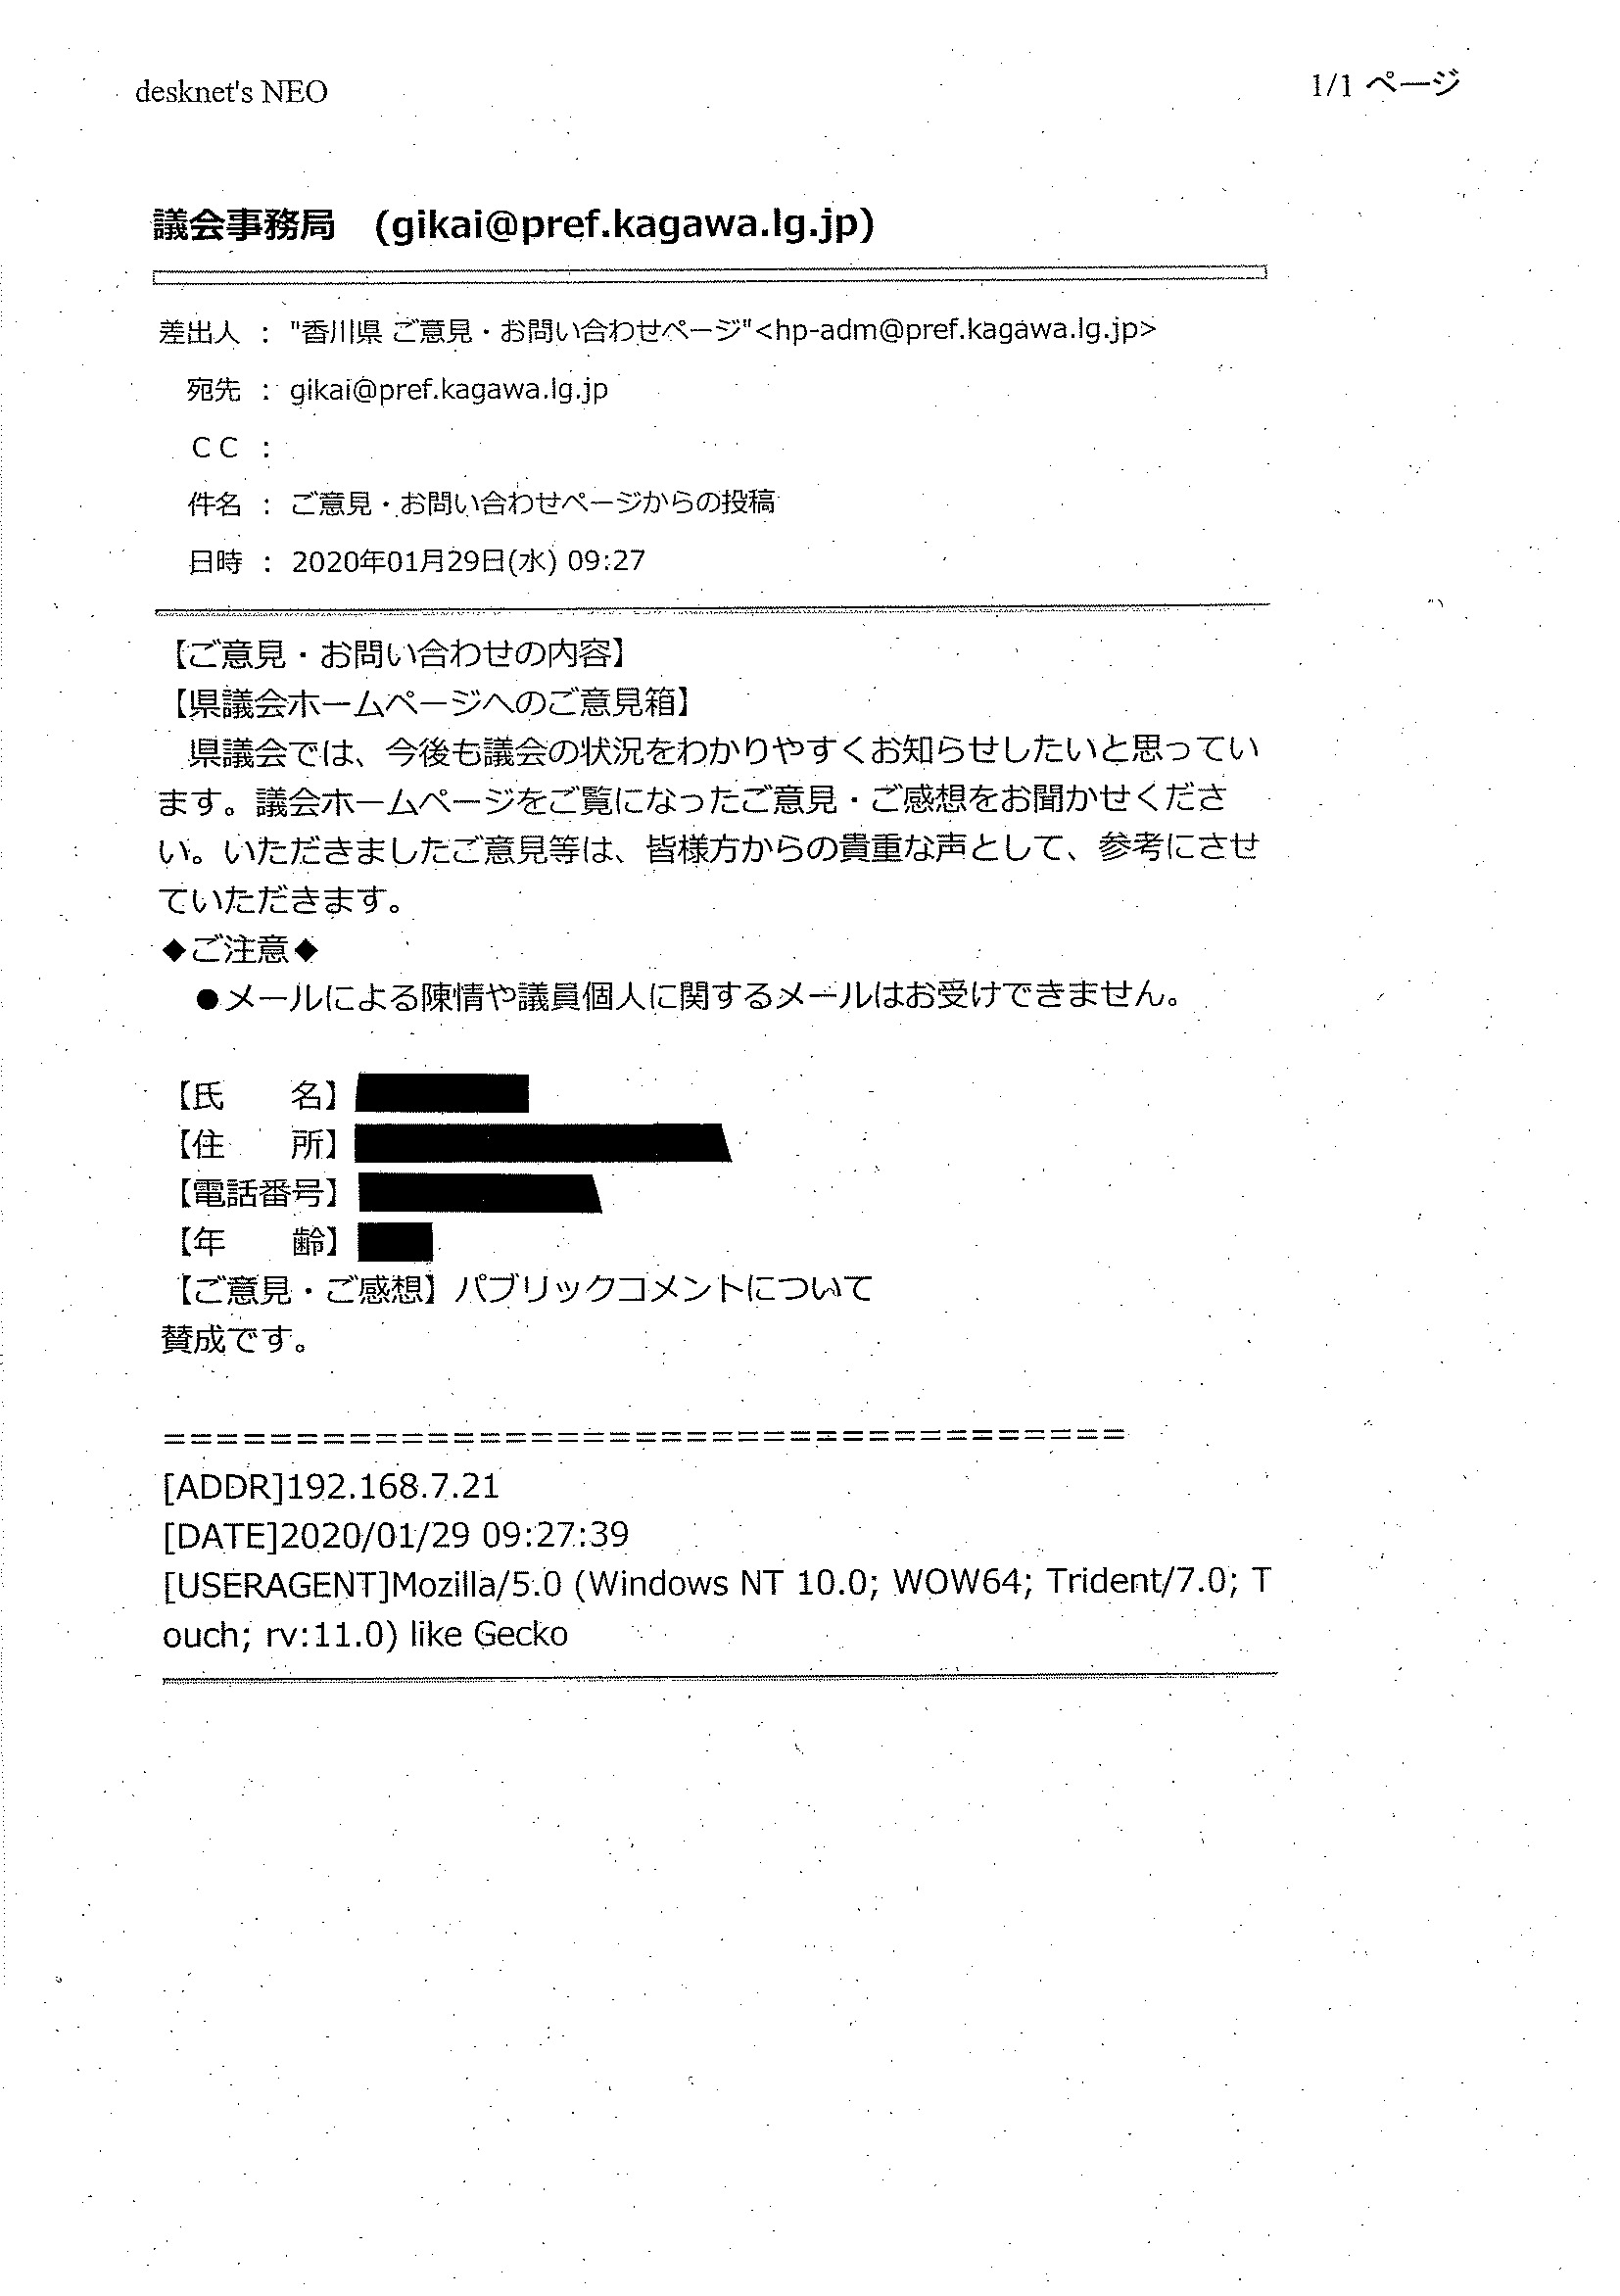 desknet's NEO
1/1 ページ
議会事務局　(gikai@pref.kagawa.lg.jp)
差出人 ： "香川県 ご意見・お問い合わせページ"<hp-adm@pref.kagawa.lg.jp>
宛先 ： gikai@pref.kagawa.lg.jp
ＣＣ ：
件名 ： ご意見・お問い合わせページからの投稿
日時 ： 2020年01月29日(水) 09:27
【ご意見・お問い合わせの内容】
【県議会ホームページへのご意見箱】
　県議会では、今後も議会の状況をわかりやすくお知らせしたいと思ってい
ます。議会ホームページをご覧になったご意見・ご感想をお聞かせくださ
い。いただきましたご意見等は、皆様方からの貴重な声として、参考にさせ
ていただきます。
◆ご注意◆
　●メールによる陳情や議員個人に関するメールはお受けできません。
【氏　　名】
【住　　所】
【電話番号】
【年　　齢】
【ご意見・ご感想】パブリックコメントについて
賛成です。
=====================================
[ADDR]192.168.7.21
[DATE]2020/01/29 09:27:39
[USERAGENT]Mozilla/5.0 (Windows NT 10.0; WOW64; Trident/7.0; T
ouch; rv:11.0) like Gecko